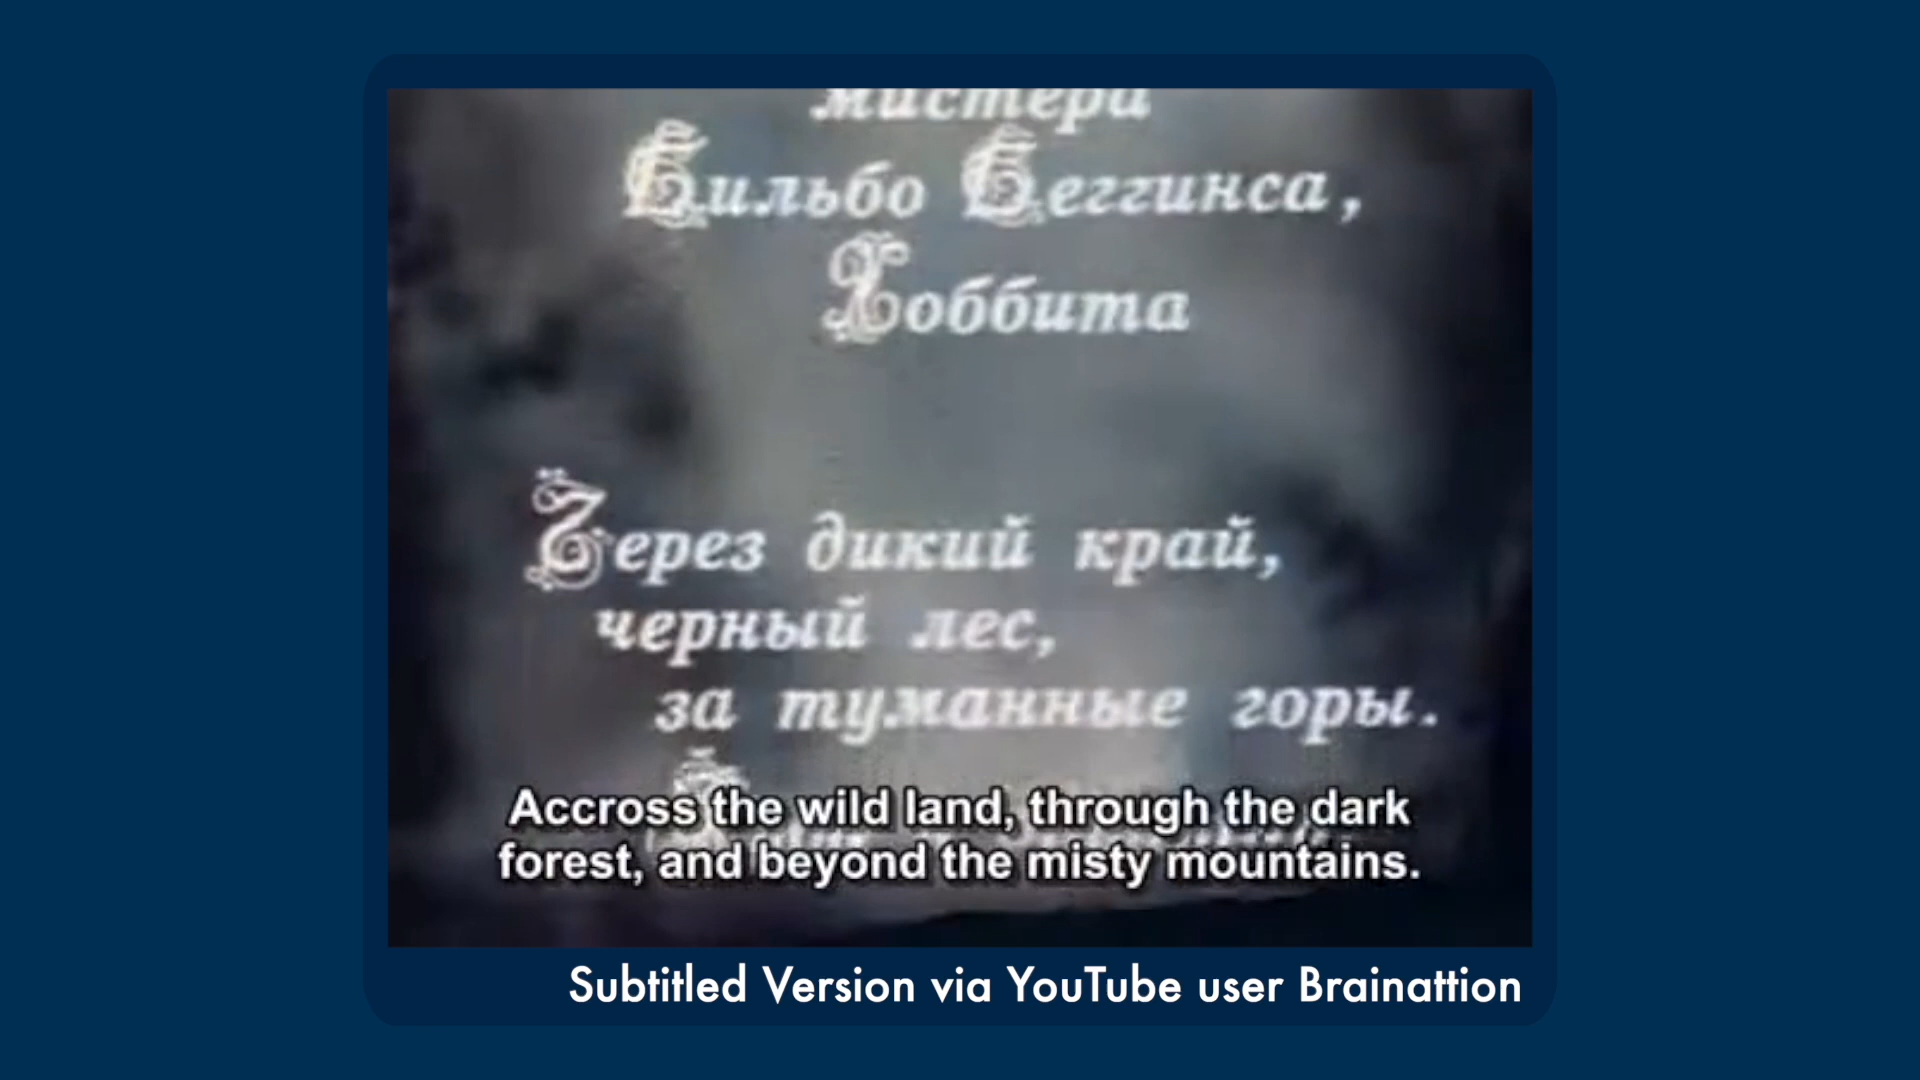 мистера
Бильбо Беггинса,
Хоббита
Через дикий край,
черный лес,
за туманные горы.
Accross the wild land, through the dark
forest, and beyond the misty mountains.
Subtitled Version via YouTube user Brainattion